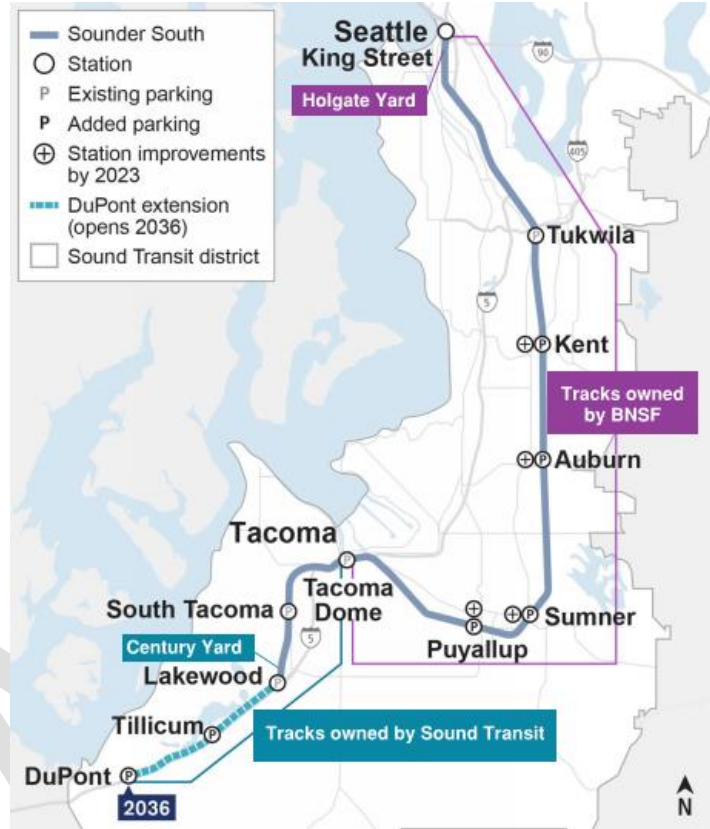 Sounder South
Station
P Existing parking
P Added parking
Station improvements
by 2023
DuPont extension
(opens 2036)
Sound Transit district
Seattle
King Street
90
Holgate Yard
405
P Tukwila
5
P Kent
Tracks owned
by BNSF
P Auburn
Tacoma
P
Tacoma
Dome
South Tacoma P
P Sumner
P
Puyallup
5
Century Yard
Lakewood P
Tillicum P
Tracks owned by Sound Transit
DuPont P
2036
N